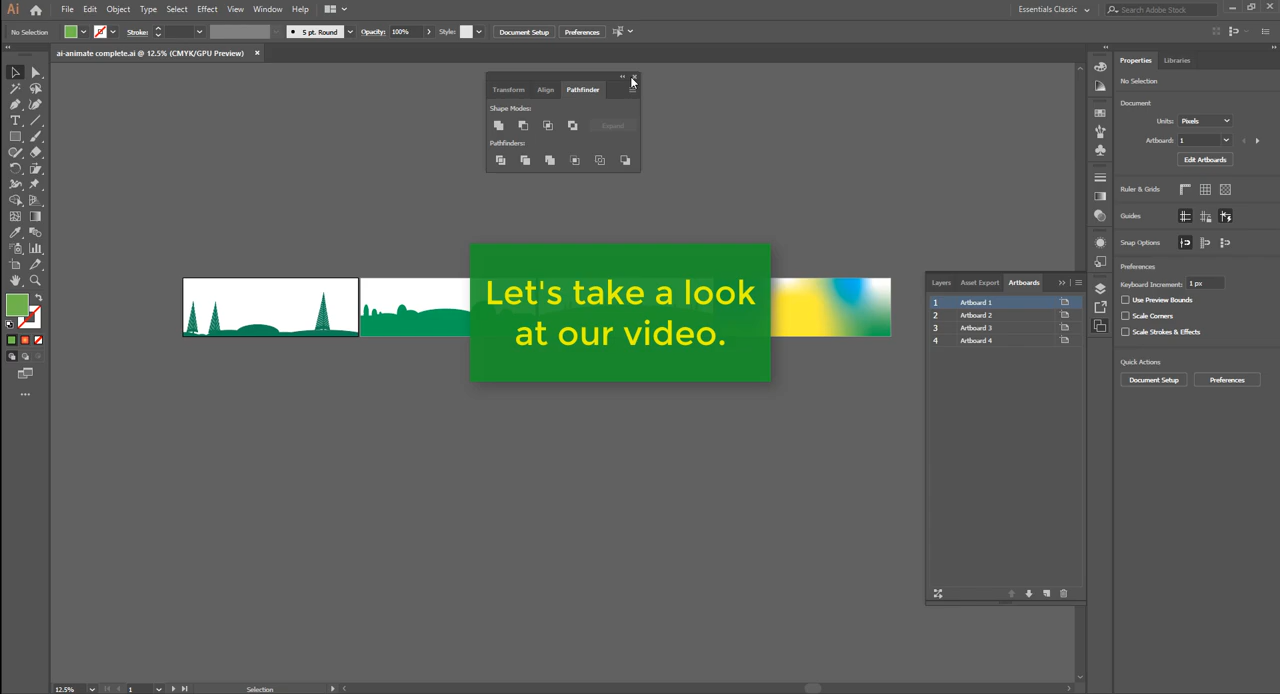 Ai File Edit Object Type Select Effect View Window Help Essentials Classic Search Adobe Stock
No Selection Stroke: 5 pt. Round Opacity: 100% Style: Document Setup Preferences
ai-animate complete.ai @ 12.5% (CMYK/GPU Preview)
Transform Align Pathfinder
Shape Modes:
Expand
Pathfinders:
Let's take a look
at our video.
Layers Asset Export Artboards
1 Artboard 1
2 Artboard 2
3 Artboard 3
4 Artboard 4
Properties Libraries
No Selection
Document
Units: Pixels
Artboard: 1
Edit Artboards
Ruler & Grids
Guides
Snap Options
Preferences
Keyboard Increment: 1 px
Use Preview Bounds
Scale Corners
Scale Strokes & Effects
Quick Actions
Document Setup Preferences
12.5% 1 Selection